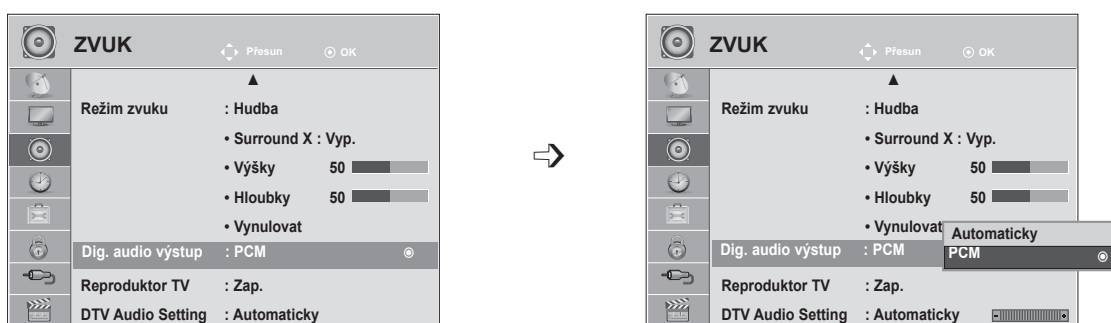 ZVUK
Přesun
OK
Režim zvuku : Hudba
• Surround X : Vyp.
• Výšky 50
• Hloubky 50
• Vynulovat
Dig. audio výstup : PCM
Reproduktor TV : Zap.
DTV Audio Setting : Automaticky
ZVUK
Přesun
OK
Režim zvuku : Hudba
• Surround X : Vyp.
• Výšky 50
• Hloubky 50
• Vynulovat
Automaticky
Dig. audio výstup : PCM
PCM
Reproduktor TV : Zap.
DTV Audio Setting : Automaticky
- +